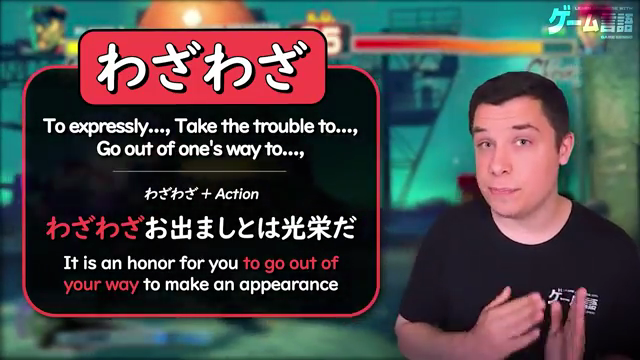 わざわざ
To expressly..., Take the trouble to...,
Go out of one's way to...,
わざわざ + Action
わざわざお出ましとは光栄だ
It is an honor for you to go out of
your way to make an appearance
ゲーム言語
ゲーム言語